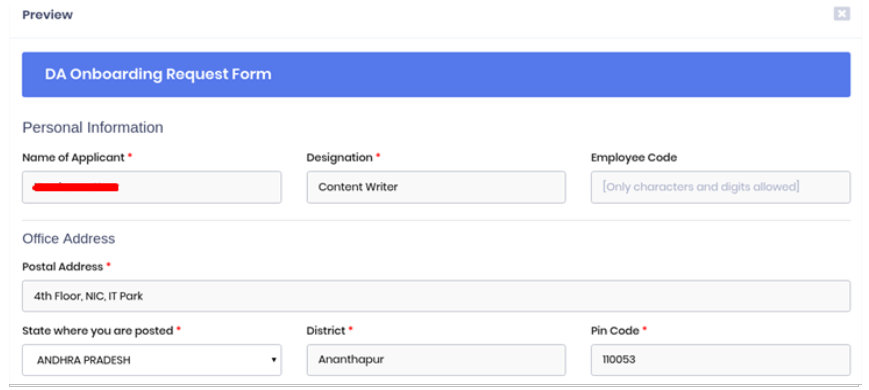 Preview
DA Onboarding Request Form
Personal Information
Name of Applicant * Designation * Employee Code
Content Writer [Only characters and digits allowed]
Office Address
Postal Address *
4th Floor, NIC, IT Park
State where you are posted * District * Pin Code *
ANDHRA PRADESH Ananthapur 110053